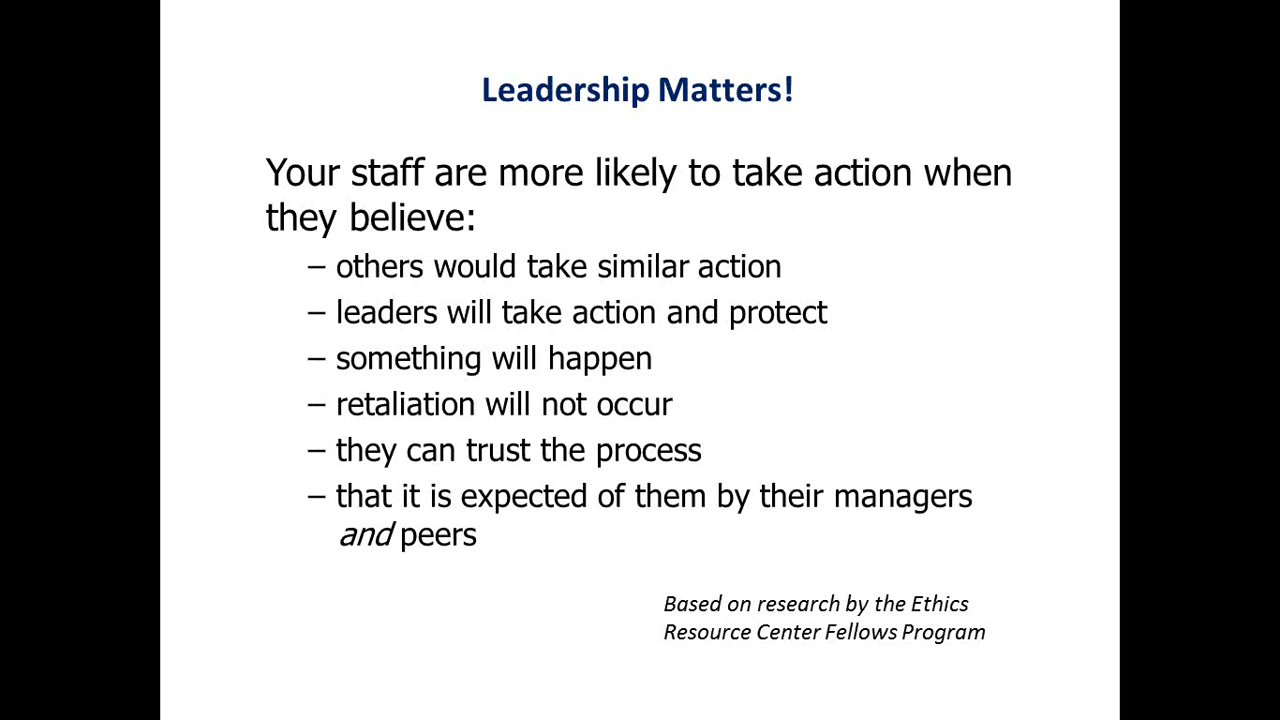 Leadership Matters!
Your staff are more likely to take action when
they believe:
– others would take similar action
– leaders will take action and protect
– something will happen
– retaliation will not occur
– they can trust the process
– that it is expected of them by their managers
and peers
Based on research by the Ethics
Resource Center Fellows Program